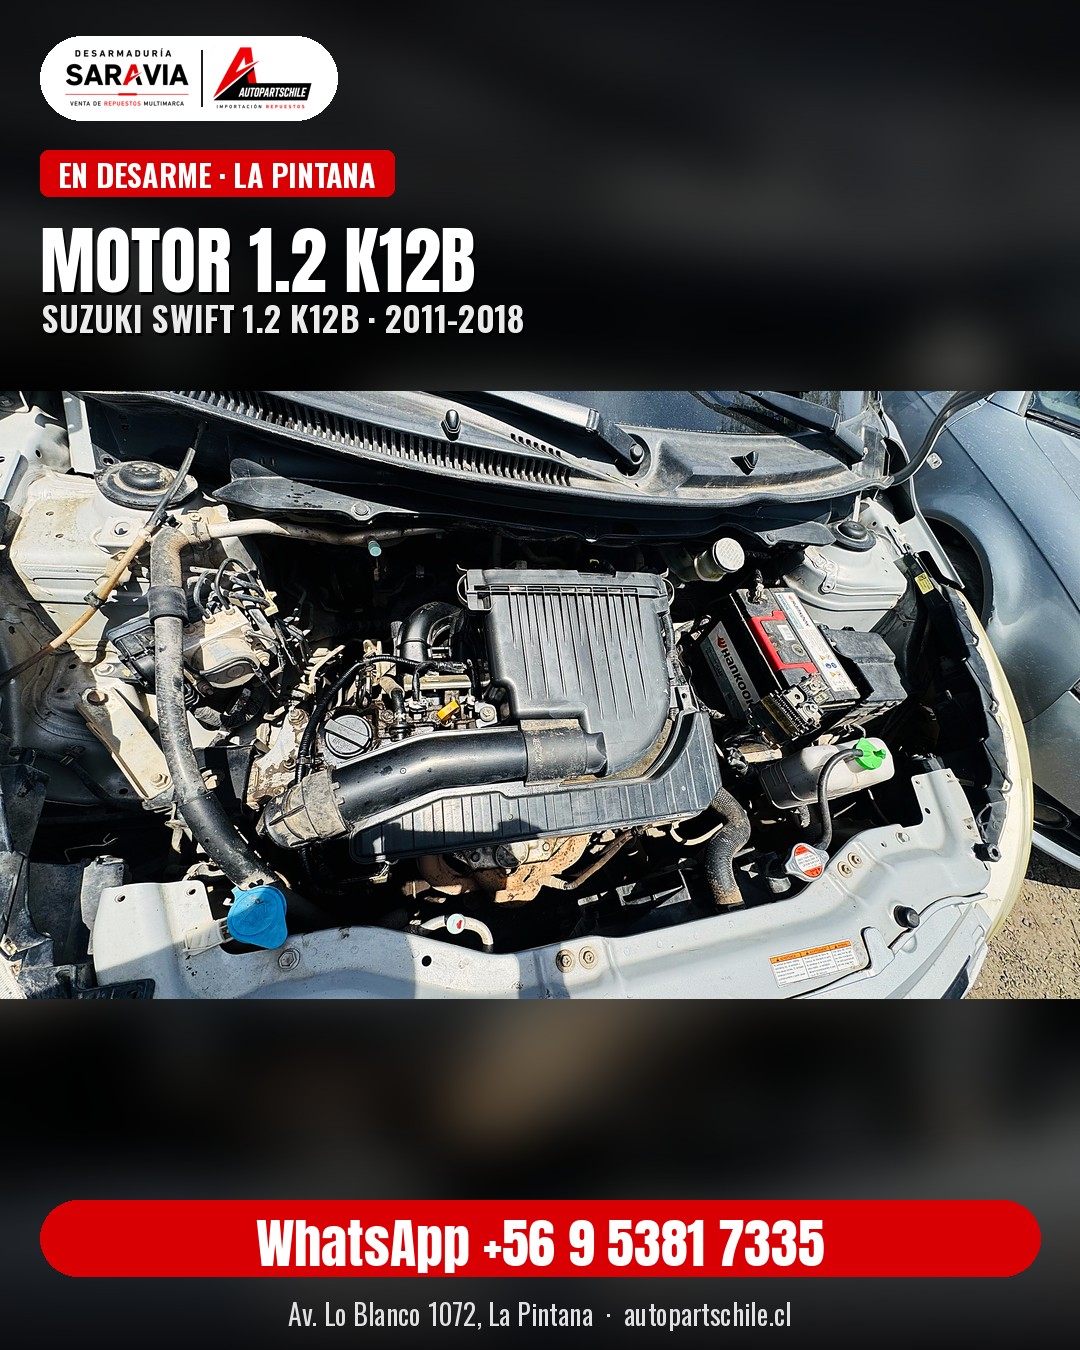 DESARMADURÍA
SARAVIA
VENTA DE REPUESTOS MULTIMARCA
AUTOPARTSCHILE
IMPORTACIÓN REPUESTOS
EN DESARME · LA PINTANA
MOTOR 1.2 K12B
SUZUKI SWIFT 1.2 K12B · 2011-2018
HANKOOK
WhatsApp +56 9 5381 7335
Av. Lo Blanco 1072, La Pintana · autopartschile.cl